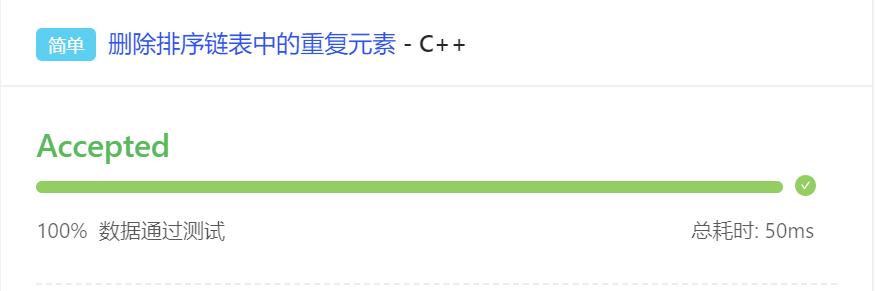 简单 删除排序链表中的重复元素 - C++
Accepted
100% 数据通过测试 总耗时: 50ms